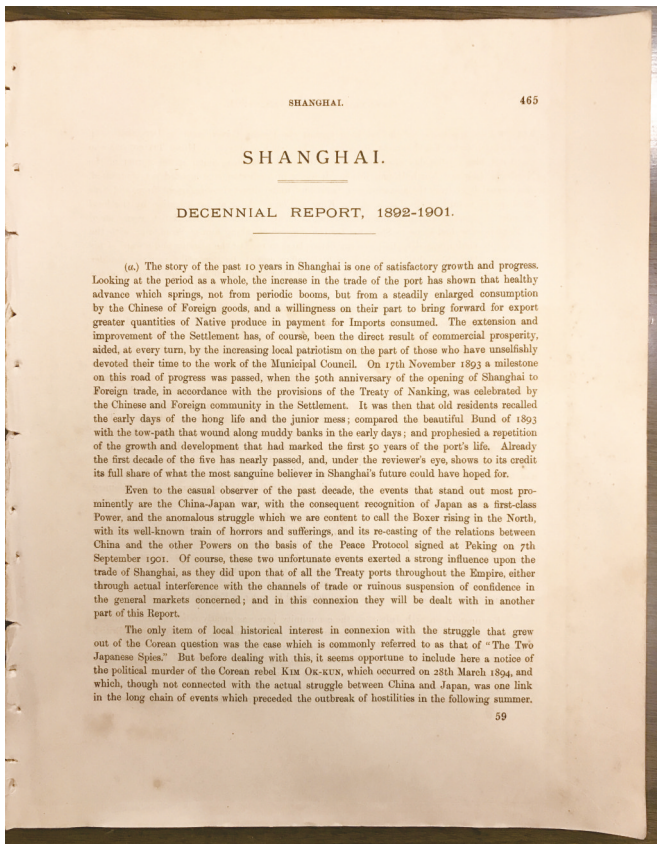 SHANGHAI.
465
SHANGHAI.
DECENNIAL REPORT, 1892-1901.
(a.) The story of the past 10 years in Shanghai is one of satisfactory growth and progress.
Looking at the period as a whole, the increase in the trade of the port has shown that healthy
advance which springs, not from periodic booms, but from a steadily enlarged consumption
by the Chinese of Foreign goods, and a willingness on their part to bring forward for export
greater quantities of Native produce in payment for Imports consumed. The extension and
improvement of the Settlement has, of course, been the direct result of commercial prosperity,
aided, at every turn, by the increasing local patriotism on the part of those who have unselfishly
devoted their time to the work of the Municipal Council. On 17th November 1893 a milestone
on this road of progress was passed, when the 50th anniversary of the opening of Shanghai to
Foreign trade, in accordance with the provisions of the Treaty of Nanking, was celebrated by
the Chinese and Foreign community in the Settlement. It was then that old residents recalled
the early days of the hong life and the junior mess; compared the beautiful Bund of 1893
with the tow-path that wound along muddy banks in the early days; and prophesied a repetition
of the growth and development that had marked the first 50 years of the port's life. Already
the first decade of the five has nearly passed, and, under the reviewer's eye, shows to its credit
its full share of what the most sanguine believer in Shanghai's future could have hoped for.
Even to the casual observer of the past decade, the events that stand out most pro-
minently are the China-Japan war, with the consequent recognition of Japan as a first-class
Power, and the anomalous struggle which we are content to call the Boxer rising in the North,
with its well-known train of horrors and sufferings, and its re-casting of the relations between
China and the other Powers on the basis of the Peace Protocol signed at Peking on 7th
September 1901. Of course, these two unfortunate events exerted a strong influence upon the
trade of Shanghai, as they did upon that of all the Treaty ports throughout the Empire, either
through actual interference with the channels of trade or ruinous suspension of confidence in
the general markets concerned; and in this connexion they will be dealt with in another
part of this Report.
The only item of local historical interest in connexion with the struggle that grew
out of the Corean question was the case which is commonly referred to as that of "The Two
Japanese Spies." But before dealing with this, it seems opportune to include here a notice of
the political murder of the Corean rebel KIM OK-KUN, which occurred on 28th March 1894, and
which, though not connected with the actual struggle between China and Japan, was one link
in the long chain of events which preceded the outbreak of hostilities in the following summer.
59